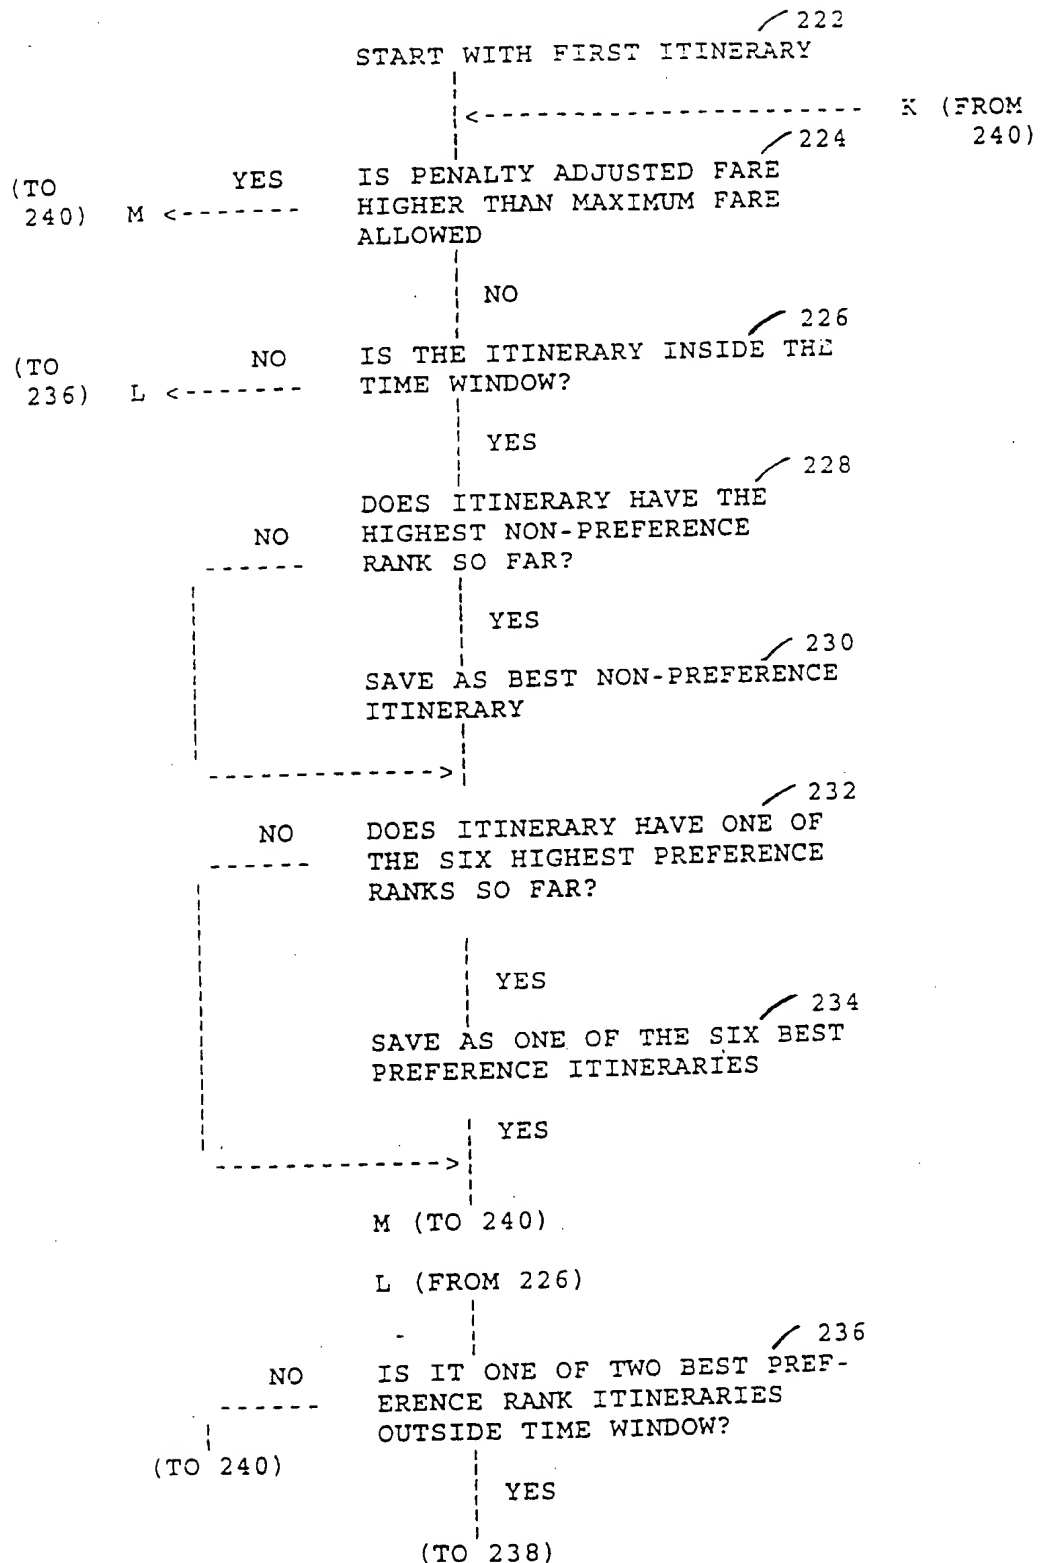 222
START WITH FIRST ITINERARY
K (FROM
240)
224
(TO
240) M
YES
IS PENALTY ADJUSTED FARE
HIGHER THAN MAXIMUM FARE
ALLOWED
NO
226
(TO
236) L
NO
IS THE ITINERARY INSIDE THE
TIME WINDOW?
YES
228
DOES ITINERARY HAVE THE
HIGHEST NON-PREFERENCE
RANK SO FAR?
NO
YES
230
SAVE AS BEST NON-PREFERENCE
ITINERARY
232
NO
DOES ITINERARY HAVE ONE OF
THE SIX HIGHEST PREFERENCE
RANKS SO FAR?
YES
234
SAVE AS ONE OF THE SIX BEST
PREFERENCE ITINERARIES
YES
M (TO 240)
L (FROM 226)
236
NO
IS IT ONE OF TWO BEST PREF-
ERENCE RANK ITINERARIES
OUTSIDE TIME WINDOW?
(TO 240)
YES
(TO 238)